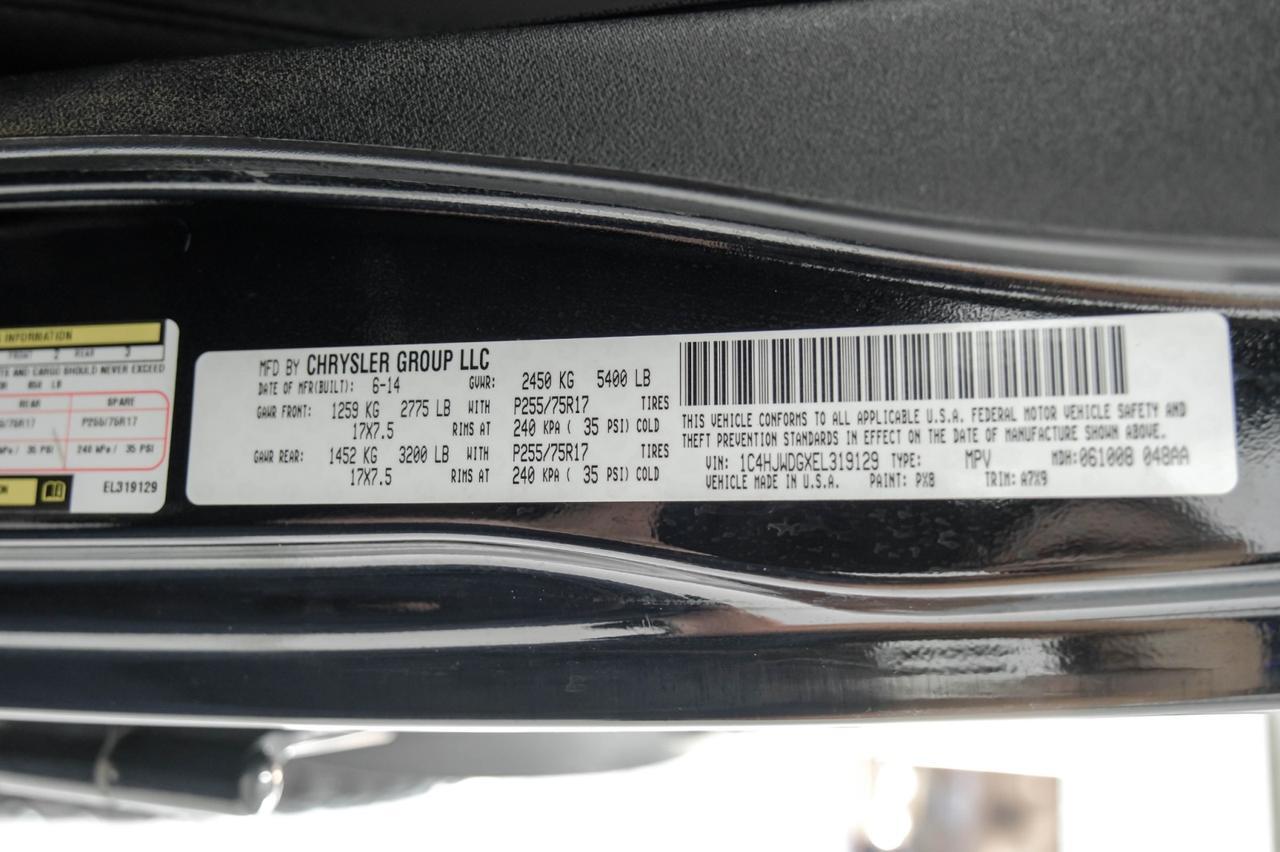 INFORMATION
FRONT 2 REAR 3
AND CARGO SHOULD NEVER EXCEED
850 LB
REAR SPARE
/75R17 P255/75R17
/ 35 PSI 240 kPa / 35 PSI
EL319129
MFD BY CHRYSLER GROUP LLC
DATE OF MFR(BUILT): 6-14 GVWR: 2450 KG 5400 LB
GAWR FRONT: 1259 KG 2775 LB WITH P255/75R17 TIRES
17X7.5 RIMS AT 240 KPA ( 35 PSI) COLD
GAWR REAR: 1452 KG 3200 LB WITH P255/75R17 TIRES
17X7.5 RIMS AT 240 KPA ( 35 PSI) COLD
THIS VEHICLE CONFORMS TO ALL APPLICABLE U.S.A. FEDERAL MOTOR VEHICLE SAFETY AND
THEFT PREVENTION STANDARDS IN EFFECT ON THE DATE OF MANUFACTURE SHOWN ABOVE.
VIN: 1C4HJWDGXEL319129 TYPE: MPV MDH:061008 048AA
VEHICLE MADE IN U.S.A. PAINT: PX8 TRIM: A7X9